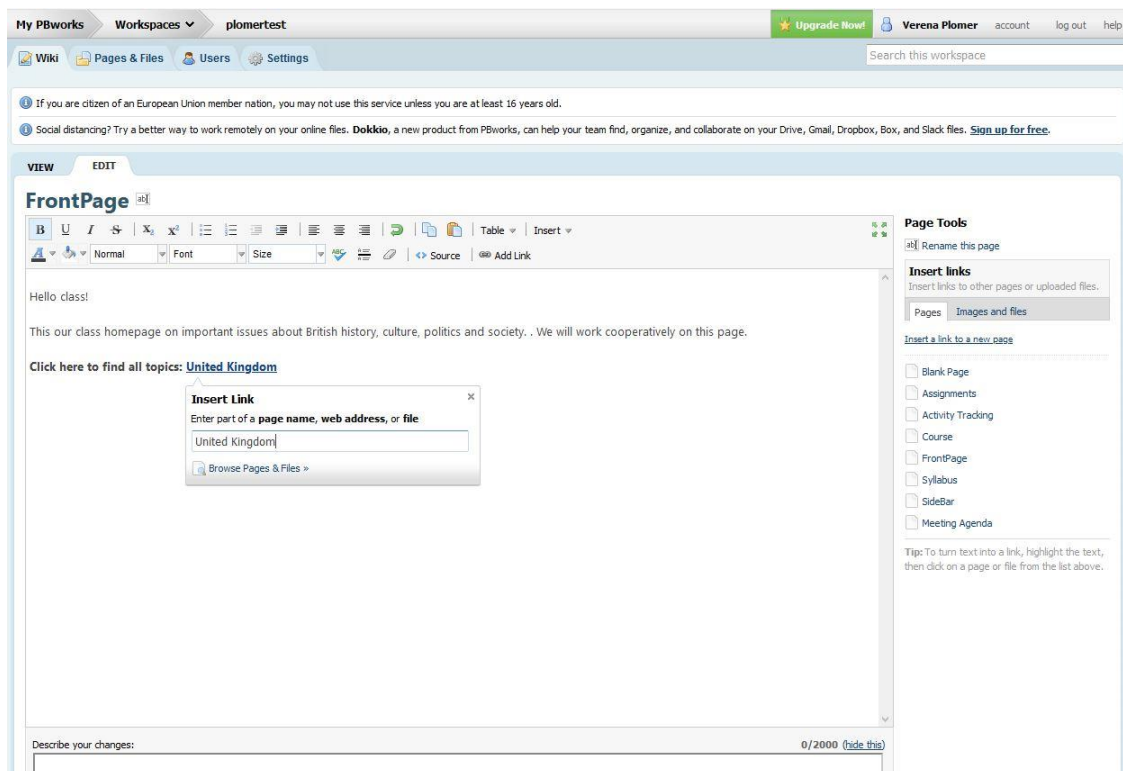 My PBworks Workspaces plomertest Upgrade Now! Verena Plomer account log out help
Wiki Pages & Files Users Settings Search this workspace
If you are citizen of an European Union member nation, you may not use this service unless you are at least 16 years old.
Social distancing? Try a better way to work remotely on your online files. Dokkio, a new product from PBworks, can help your team find, organize, and collaborate on your Drive, Gmail, Dropbox, Box, and Slack files. Sign up for free.
VIEW EDIT
FrontPage
B U I S X₂ x² Table Insert
A Normal Font Size ABC Source Add Link
Hello class!
This our class homepage on important issues about British history, culture, politics and society. . We will work cooperatively on this page.
Click here to find all topics: United Kingdom
Insert Link
Enter part of a page name, web address, or file
United Kingdom
Browse Pages & Files »
Page Tools
Rename this page
Insert links
Insert links to other pages or uploaded files.
Pages Images and files
Insert a link to a new page
Blank Page
Assignments
Activity Tracking
Course
FrontPage
Syllabus
SideBar
Meeting Agenda
Tip: To turn text into a link, highlight the text,
then click on a page or file from the list above.
Describe your changes: 0/2000 (hide this)